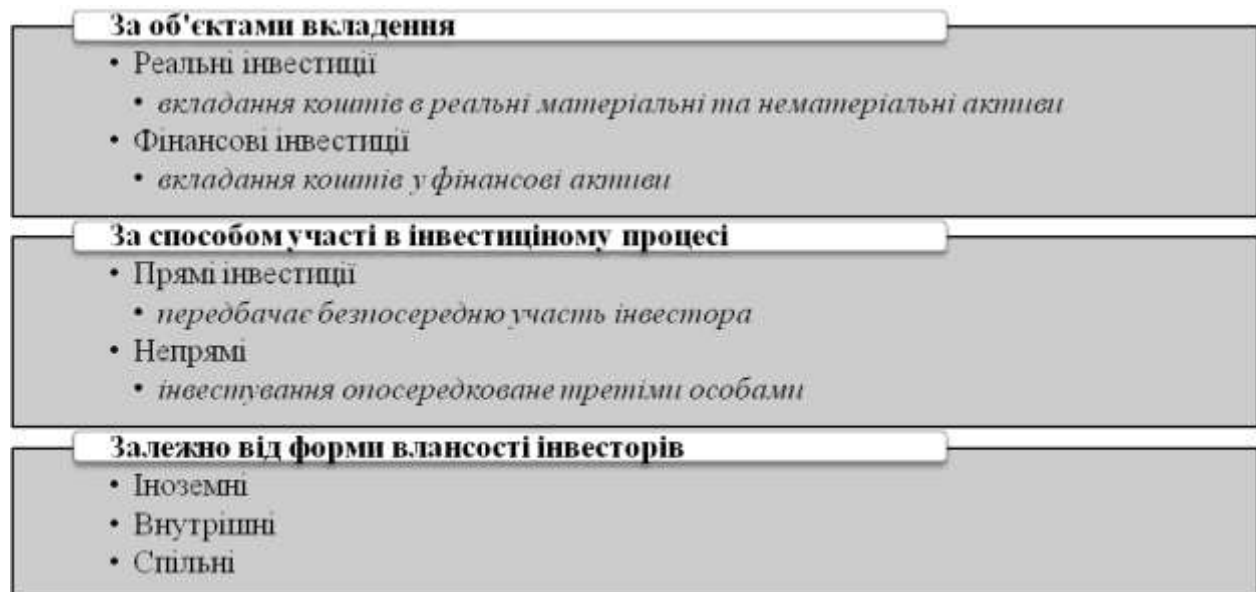 За об'єктами вкладення
• Реальні інвестиції
• вкладання коштів в реальні матеріальні та нематеріальні активи
• Фінансові інвестиції
• вкладання коштів у фінансові активи
За способом участі в інвестиціному процесі
• Прямі інвестиції
• передбачає безпосередню участь інвестора
• Непрямі
• інвестування опосередковане третіми особами
Залежно від форми влансості інвесторів
• Іноземні
• Внутрішні
• Спільні